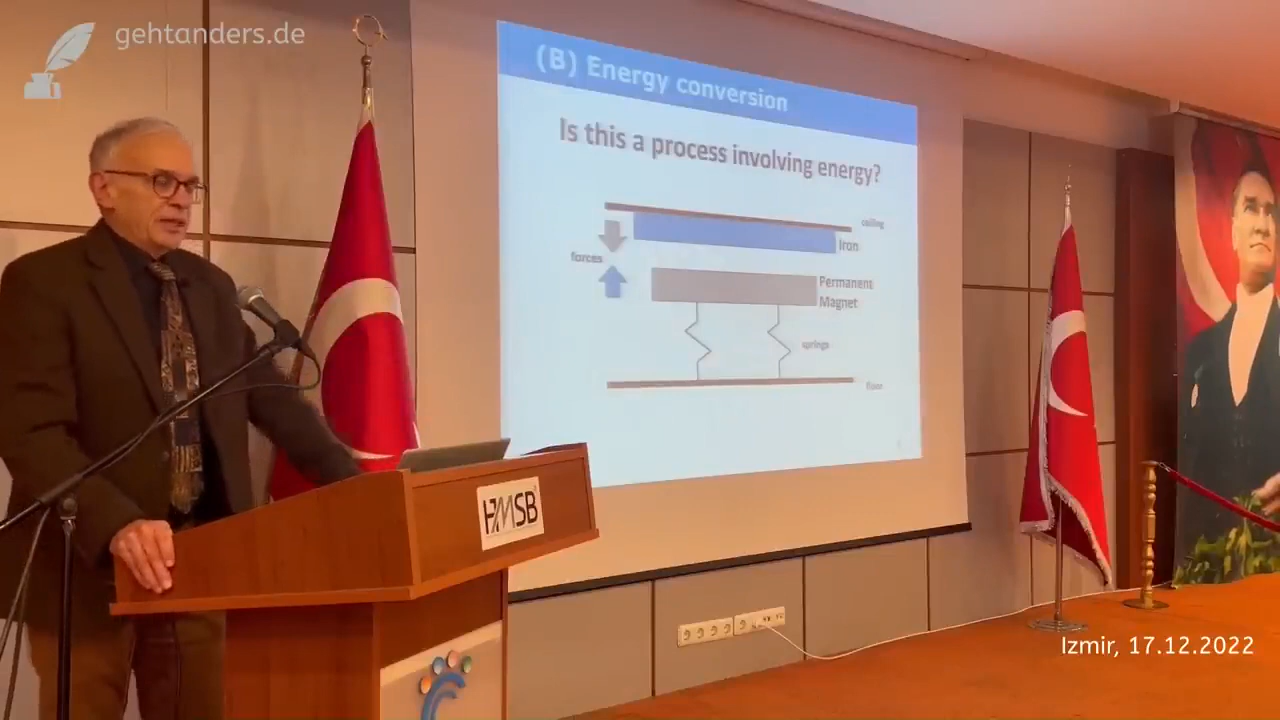 gehtanders.de
(B) Energy conversion
Is this a process involving energy?
ceiling
Iron
forces
Permanent
Magnet
springs
floor
HMSB
Izmir, 17.12.2022